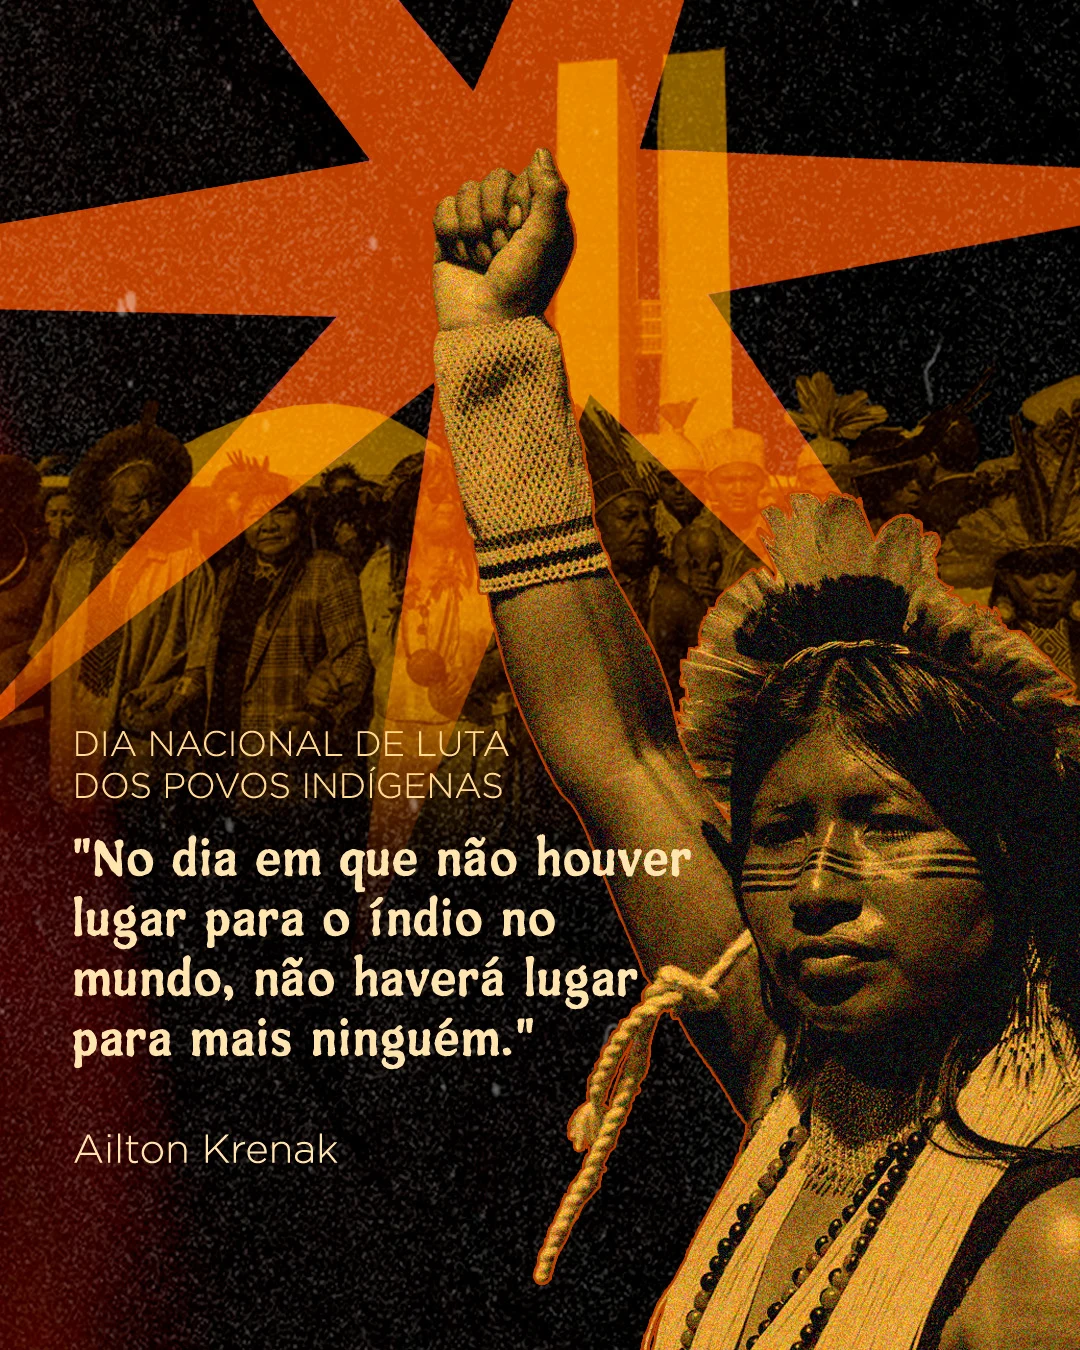 DIA NACIONAL DE LUTA
DOS POVOS INDÍGENAS
"No dia em que não houver
lugar para o índio no
mundo, não haverá lugar
para mais ninguém."
Ailton Krenak